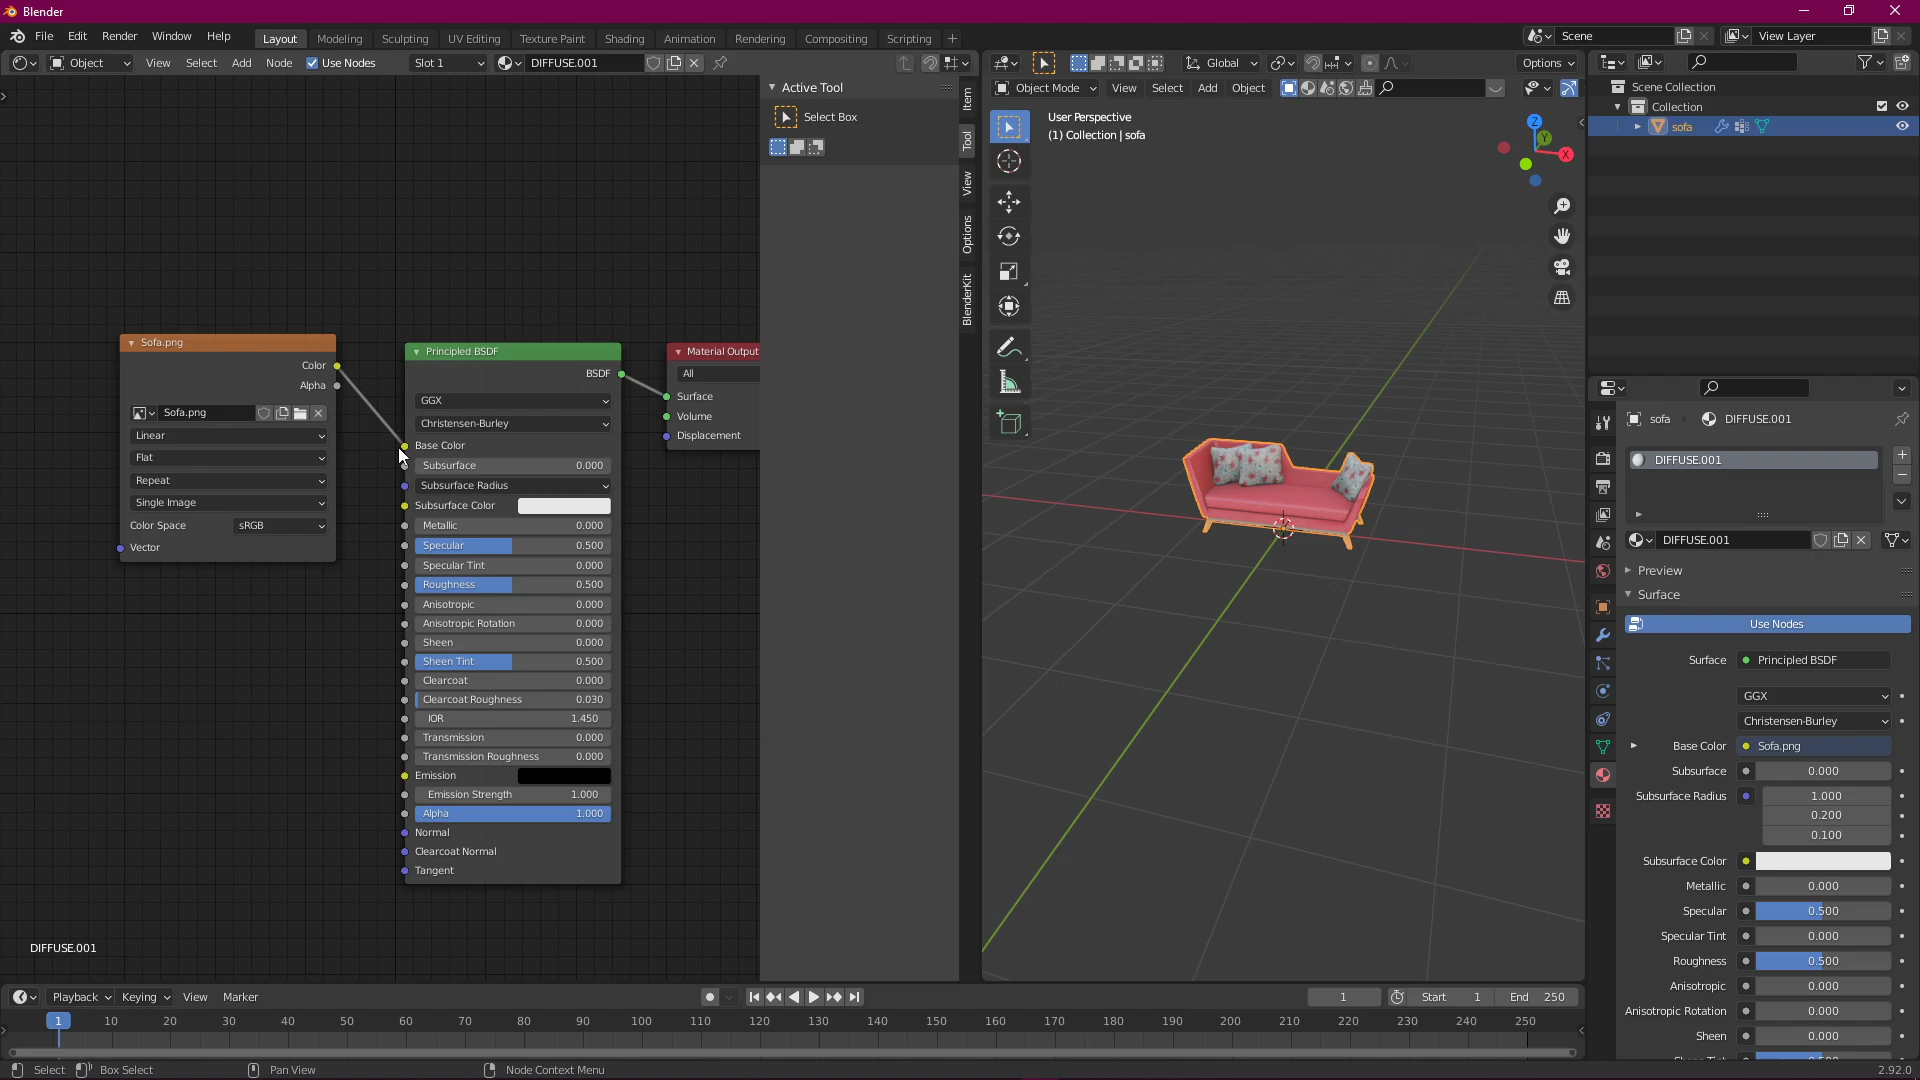 Blender
File Edit Render Window Help Layout Modeling Sculpting UV Editing Texture Paint Shading Animation Rendering Compositing Scripting + Scene View Layer
Object View Select Add Node Use Nodes Slot 1 DIFFUSE.001
Global Options
Object Mode View Select Add Object
User Perspective
(1) Collection | sofa
Z
Y
X
Active Tool
Select Box
Item
Tool
View
Options
BlenderKit
Sofa.png
Color
Alpha
Sofa.png
Linear
Flat
Repeat
Single Image
Color Space sRGB
Vector
Principled BSDF
BSDF
GGX
Christensen-Burley
Base Color
Subsurface 0.000
Subsurface Radius
Subsurface Color
Metallic 0.000
Specular 0.500
Specular Tint 0.000
Roughness 0.500
Anisotropic 0.000
Anisotropic Rotation 0.000
Sheen 0.000
Sheen Tint 0.500
Clearcoat 0.000
Clearcoat Roughness 0.030
IOR 1.450
Transmission 0.000
Transmission Roughness 0.000
Emission
Emission Strength 1.000
Alpha 1.000
Normal
Clearcoat Normal
Tangent
Material Output
All
Surface
Volume
Displacement
DIFFUSE.001
Scene Collection
Collection
sofa
sofa DIFFUSE.001
DIFFUSE.001
DIFFUSE.001
Preview
Surface
Use Nodes
Surface Principled BSDF
GGX
Christensen-Burley
Base Color Sofa.png
Subsurface 0.000
Subsurface Radius 1.000
0.200
0.100
Subsurface Color
Metallic 0.000
Specular 0.500
Specular Tint 0.000
Roughness 0.500
Anisotropic 0.000
Anisotropic Rotation 0.000
Sheen 0.000
Playback Keying View Marker 1 Start 1 End 250
1 10 20 30 40 50 60 70 80 90 100 110 120 130 140 150 160 170 180 190 200 210 220 230 240 250
Select Box Select Pan View Node Context Menu 2.92.0